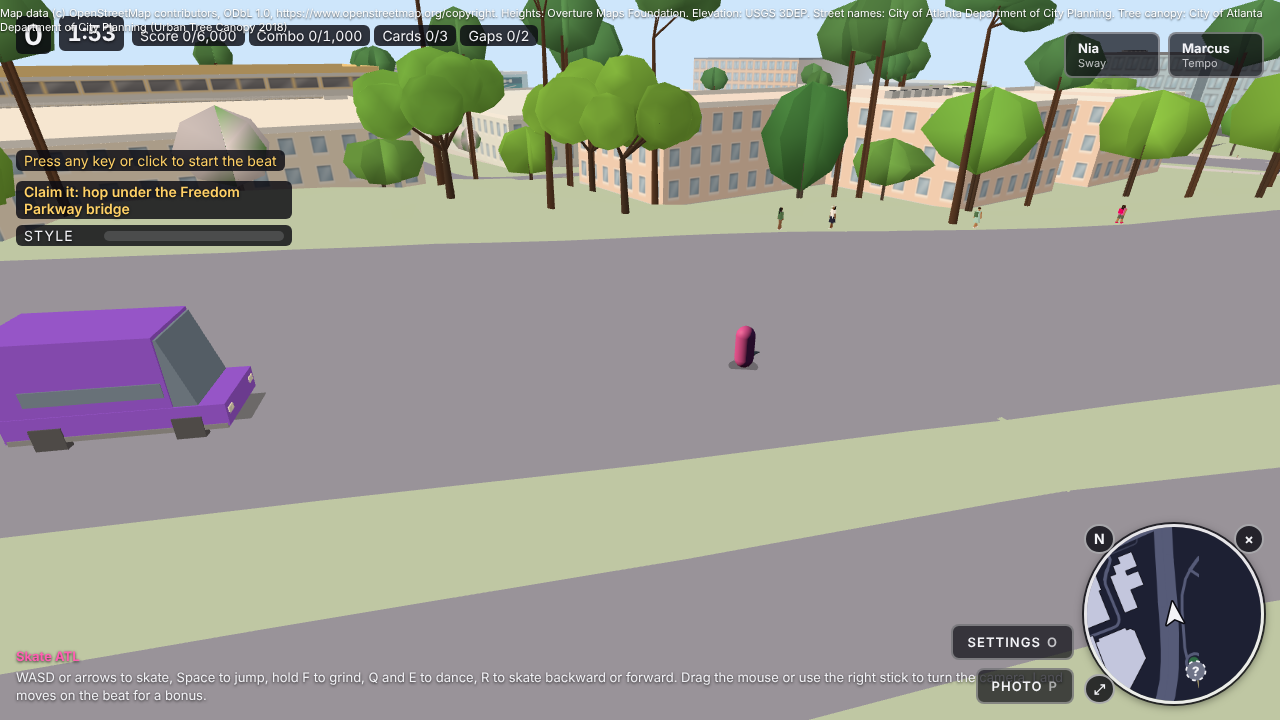 Map data (c) OpenStreetMap contributors, ODbL 1.0, https://www.openstreetmap.org/copyright. Heights: Overture Maps Foundation. Elevation: USGS 3DEP. Street names: City of Atlanta Department of City Planning. Tree canopy: City of Atlanta
Department of City Planning (Urban Tree Canopy 2018)
0 1:53 Score 0/6,000 Combo 0/1,000 Cards 0/3 Gaps 0/2
Nia
Sway
Marcus
Tempo
Press any key or click to start the beat
Claim it: hop under the Freedom
Parkway bridge
STYLE
N
×
?
SETTINGS O
PHOTO P
Skate ATL
WASD or arrows to skate, Space to jump, hold F to grind, Q and E to dance, R to skate backward or forward. Drag the mouse or use the right stick to turn the camera. Land
moves on the beat for a bonus.